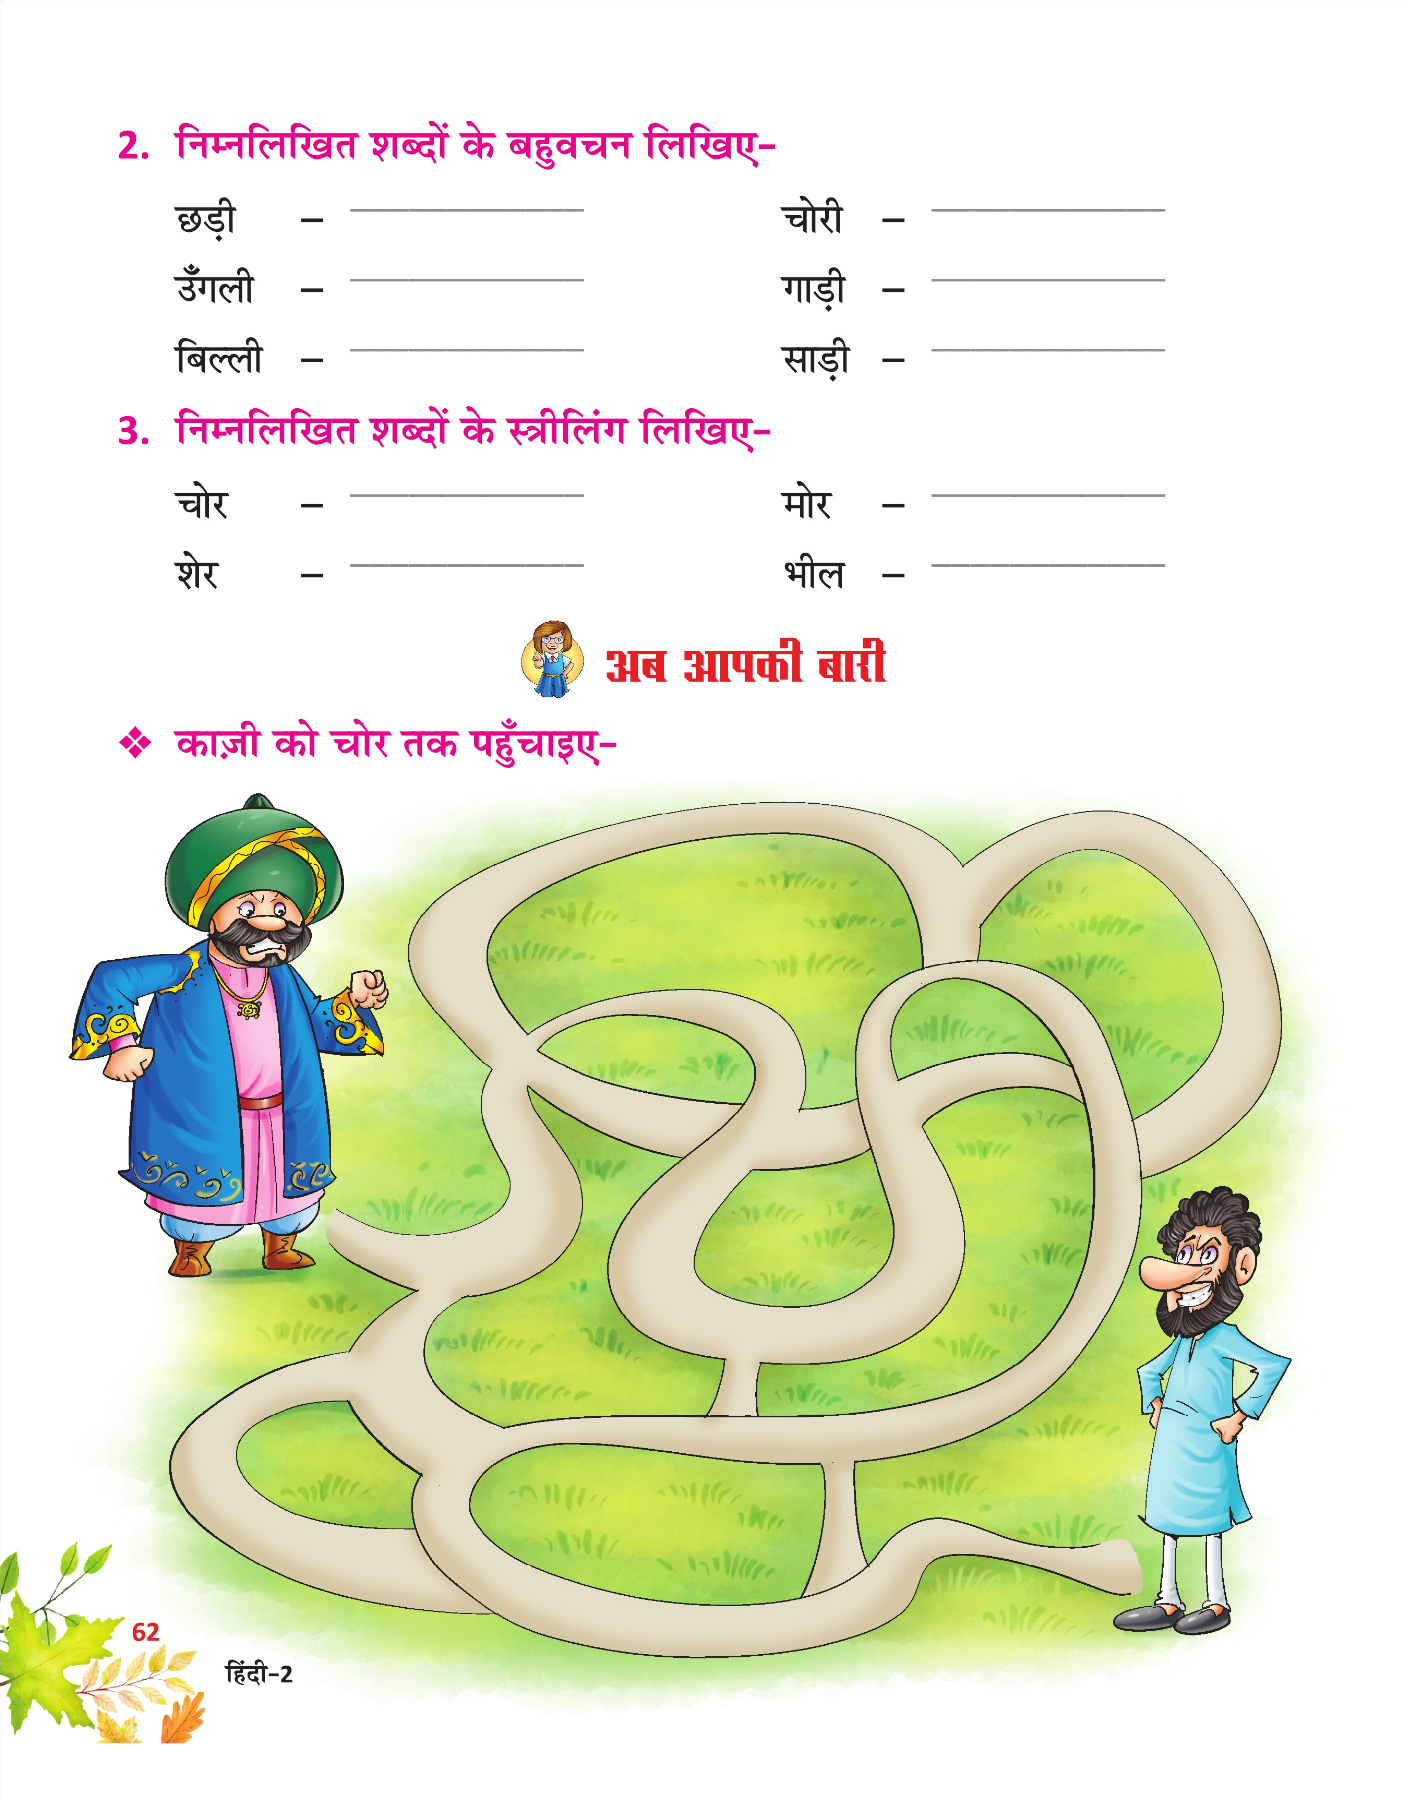 2. निम्नलिखित शब्दों के बहुवचन लिखिए-
छड़ी – ____________ चोरी – ____________
उँगली – ____________ गाड़ी – ____________
बिल्ली – ____________ साड़ी – ____________
3. निम्नलिखित शब्दों के स्त्रीलिंग लिखिए-
चोर – ____________ मोर – ____________
शेर – ____________ भील – ____________
अब आपकी बारी
❖ काज़ी को चोर तक पहुँचाइए-
62
हिंदी-2